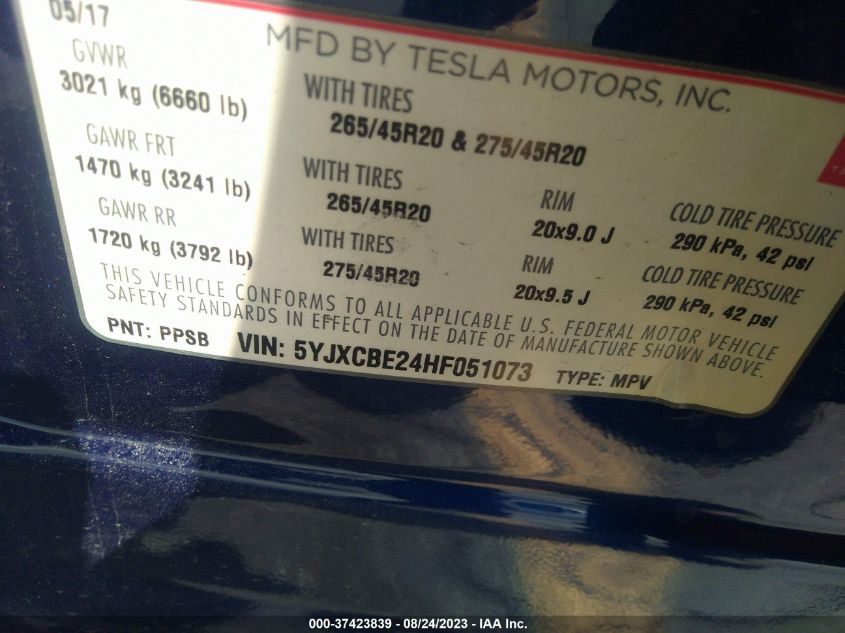 05/17
MFD BY TESLA MOTORS, INC.
GVWR
3021 kg (6660 lb)
WITH TIRES
265/45R20 & 275/45R20
GAWR FRT
1470 kg (3241 lb)
WITH TIRES
265/45R20
RIM
20x9.0 J
COLD TIRE PRESSURE
290 kPa, 42 psi
GAWR RR
1720 kg (3792 lb)
WITH TIRES
275/45R20
RIM
20x9.5 J
COLD TIRE PRESSURE
290 kPa, 42 psi
THIS VEHICLE CONFORMS TO ALL APPLICABLE U.S. FEDERAL MOTOR VEHICLE
SAFETY STANDARDS IN EFFECT ON THE DATE OF MANUFACTURE SHOWN ABOVE.
PNT: PPSB VIN: 5YJXCBE24HF051073 TYPE: MPV
000-37423839 - 08/24/2023 - IAA Inc.